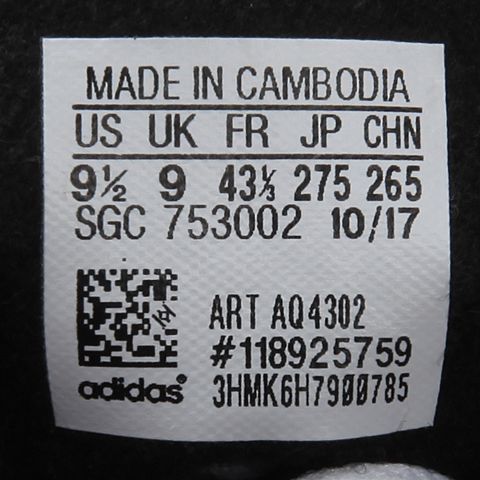 MADE IN CAMBODIA
US UK FR JP CHN
9½ 9 43⅓ 275 265
SGC 753002 10/17
ART AQ4302
#118925759
adidas® 3HMK6H7900785